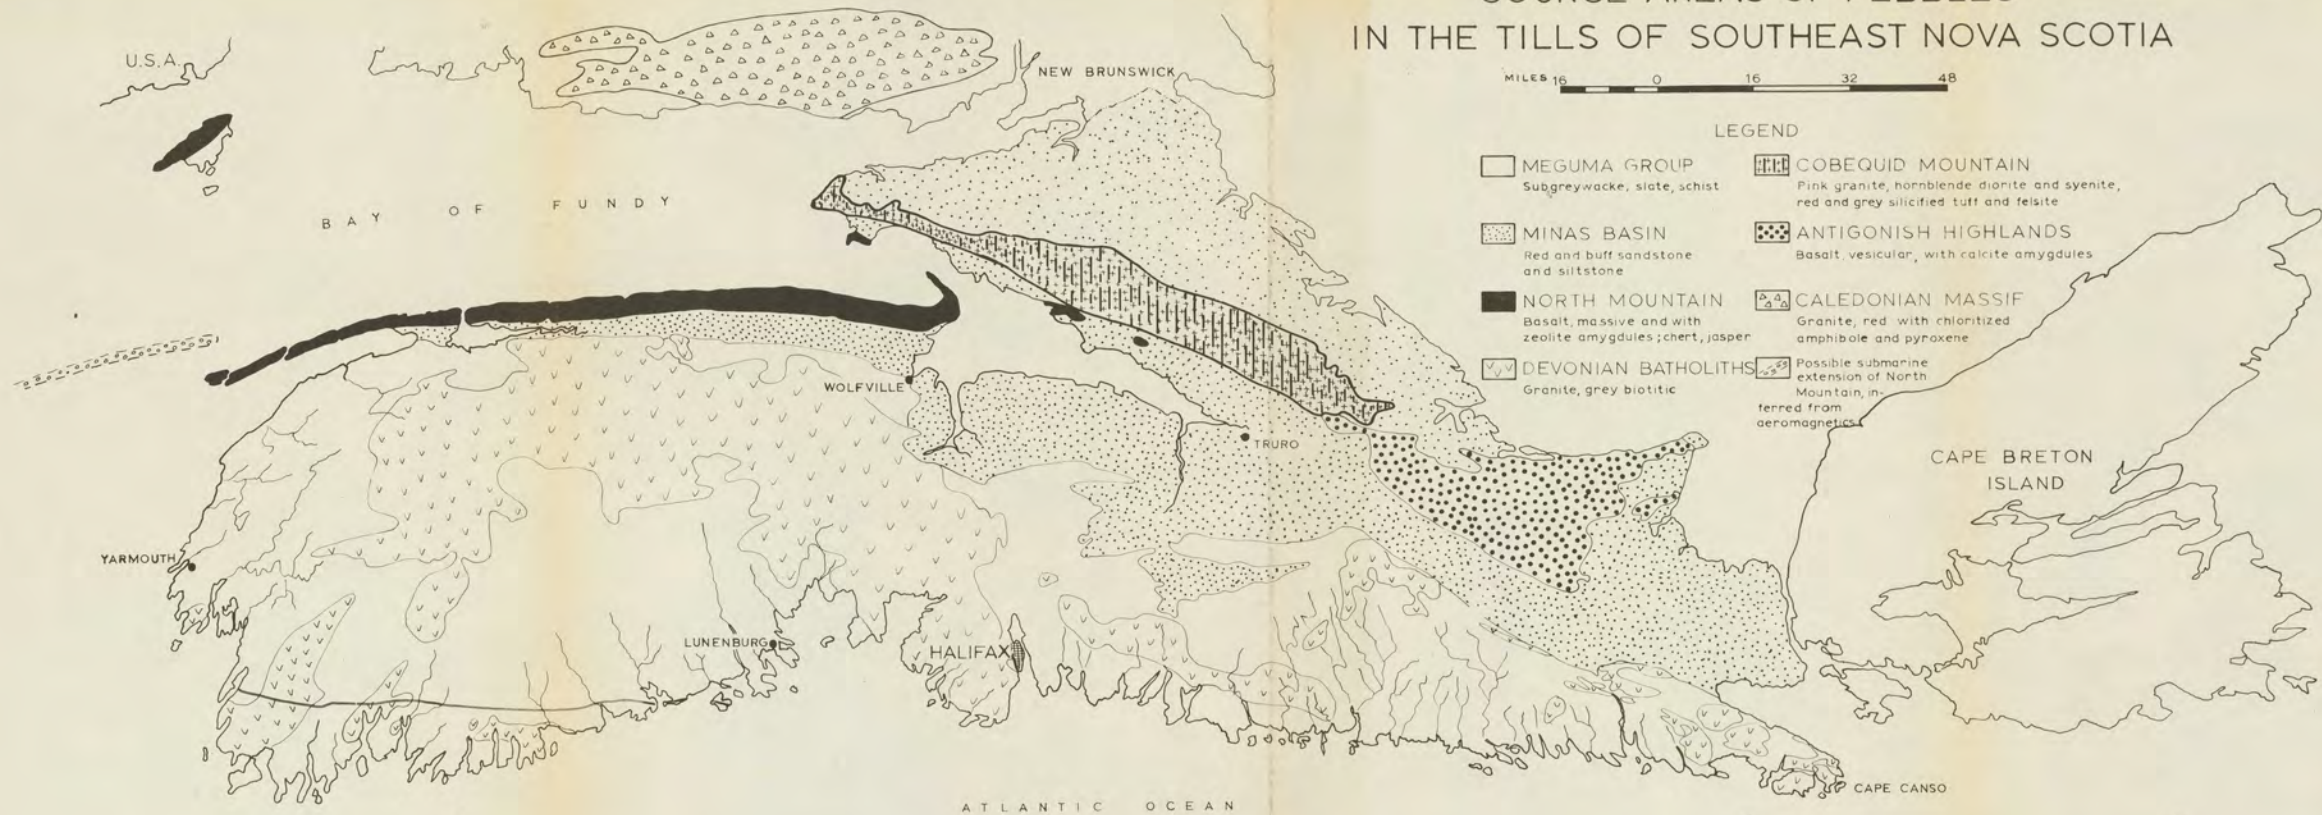 IN THE TILLS OF SOUTHEAST NOVA SCOTIA
MILES 16 0 16 32 48
LEGEND
MEGUMA GROUP
Subgreywacke, slate, schist
MINAS BASIN
Red and buff sandstone
and siltstone
NORTH MOUNTAIN
Basalt, massive and with
zeolite amygdules; chert, jasper
DEVONIAN BATHOLITHS
Granite, grey biotitic
COBEQUID MOUNTAIN
Pink granite, hornblende diorite and syenite,
red and grey silicified tuff and felsite
ANTIGONISH HIGHLANDS
Basalt, vesicular, with calcite amygdules
CALEDONIAN MASSIF
Granite, red with chloritized
amphibole and pyroxene
Possible submarine
extension of North
Mountain, in-
ferred from
aeromagnetics
U.S.A.
NEW BRUNSWICK
BAY OF FUNDY
WOLFVILLE
TRURO
CAPE BRETON
ISLAND
YARMOUTH
LUNENBURG
HALIFAX
CAPE CANSO
ATLANTIC OCEAN